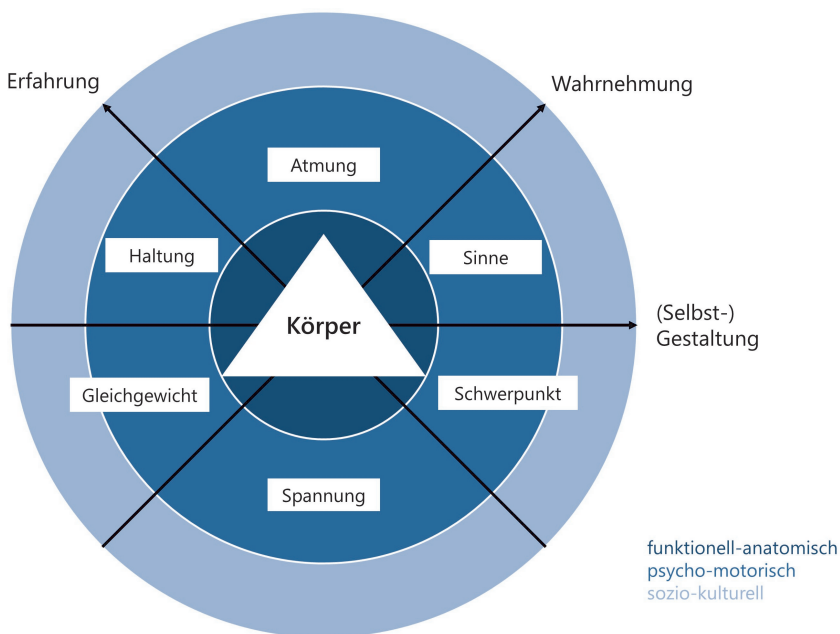 Erfahrung
Wahrnehmung
Atmung
Haltung
Sinne
Körper
(Selbst-)
Gestaltung
Gleichgewicht
Schwerpunkt
Spannung
funktionell-anatomisch
psycho-motorisch
sozio-kulturell